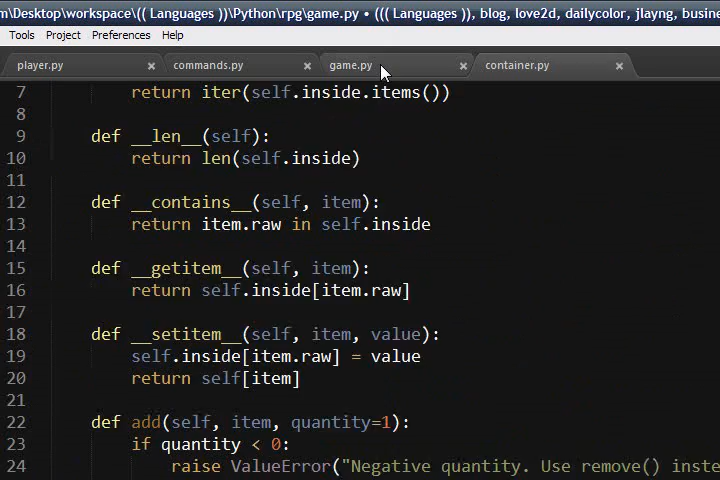 m\Desktop\workspace\(( Languages ))\Python\rpg\game.py • ((( Languages )), blog, love2d, dailycolor, jlayng, busine
Tools Project Preferences Help
player.py × commands.py × game.py × container.py ×
7 return iter(self.inside.items())
8
9 def __len__(self):
10 return len(self.inside)
11
12 def __contains__(self, item):
13 return item.raw in self.inside
14
15 def __getitem__(self, item):
16 return self.inside[item.raw]
17
18 def __setitem__(self, item, value):
19 self.inside[item.raw] = value
20 return self[item]
21
22 def add(self, item, quantity=1):
23 if quantity < 0:
24 raise ValueError("Negative quantity. Use remove() inste